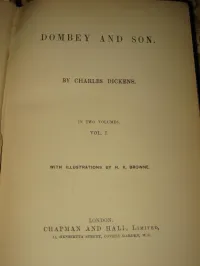 DOMBEY AND SON.
BY CHARLES DICKENS.
IN TWO VOLUMES.
VOL. I.
WITH ILLUSTRATIONS BY H. K. BROWNE.
LONDON:
CHAPMAN AND HALL, LIMITED,
11, HENRIETTA STREET, COVENT GARDEN, W.C.